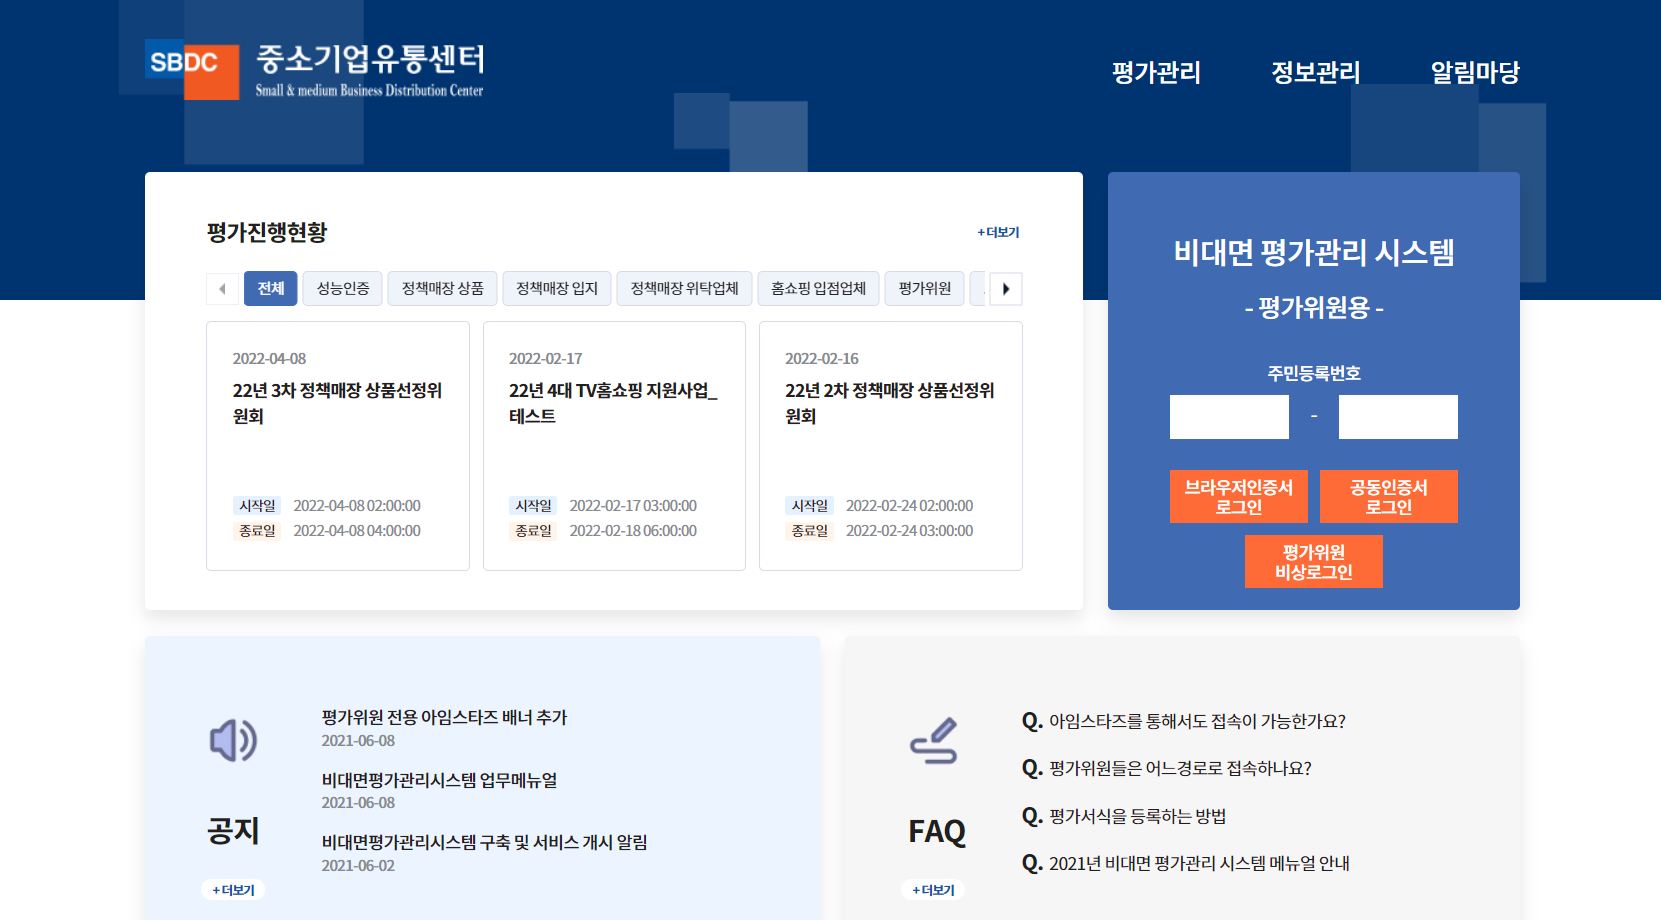 SBDC 중소기업유통센터
Small & medium Business Distribution Center
평가관리 정보관리 알림마당
평가진행현황
+ 더보기
전체 성능인증 정책매장 상품 정책매장 입지 정책매장 위탁업체 홈쇼핑 입점업체 평가위원
2022-04-08
22년 3차 정책매장 상품선정위
원회
시작일 2022-04-08 02:00:00
종료일 2022-04-08 04:00:00
2022-02-17
22년 4대 TV홈쇼핑 지원사업_
테스트
시작일 2022-02-17 03:00:00
종료일 2022-02-18 06:00:00
2022-02-16
22년 2차 정책매장 상품선정위
원회
시작일 2022-02-24 02:00:00
종료일 2022-02-24 03:00:00
비대면 평가관리 시스템
- 평가위원용 -
주민등록번호
-
브라우저인증서
로그인
공동인증서
로그인
평가위원
비상로그인
공지
+ 더보기
평가위원 전용 아임스타즈 배너 추가
2021-06-08
비대면평가관리시스템 업무메뉴얼
2021-06-08
비대면평가관리시스템 구축 및 서비스 개시 알림
2021-06-02
FAQ
+ 더보기
Q. 아임스타즈를 통해서도 접속이 가능한가요?
Q. 평가위원들은 어느경로로 접속하나요?
Q. 평가서식을 등록하는 방법
Q. 2021년 비대면 평가관리 시스템 메뉴얼 안내